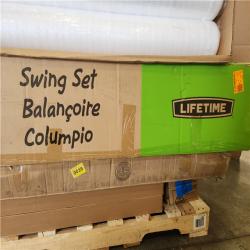 Swing Set
Balançoire
Columpio
LIFETIME